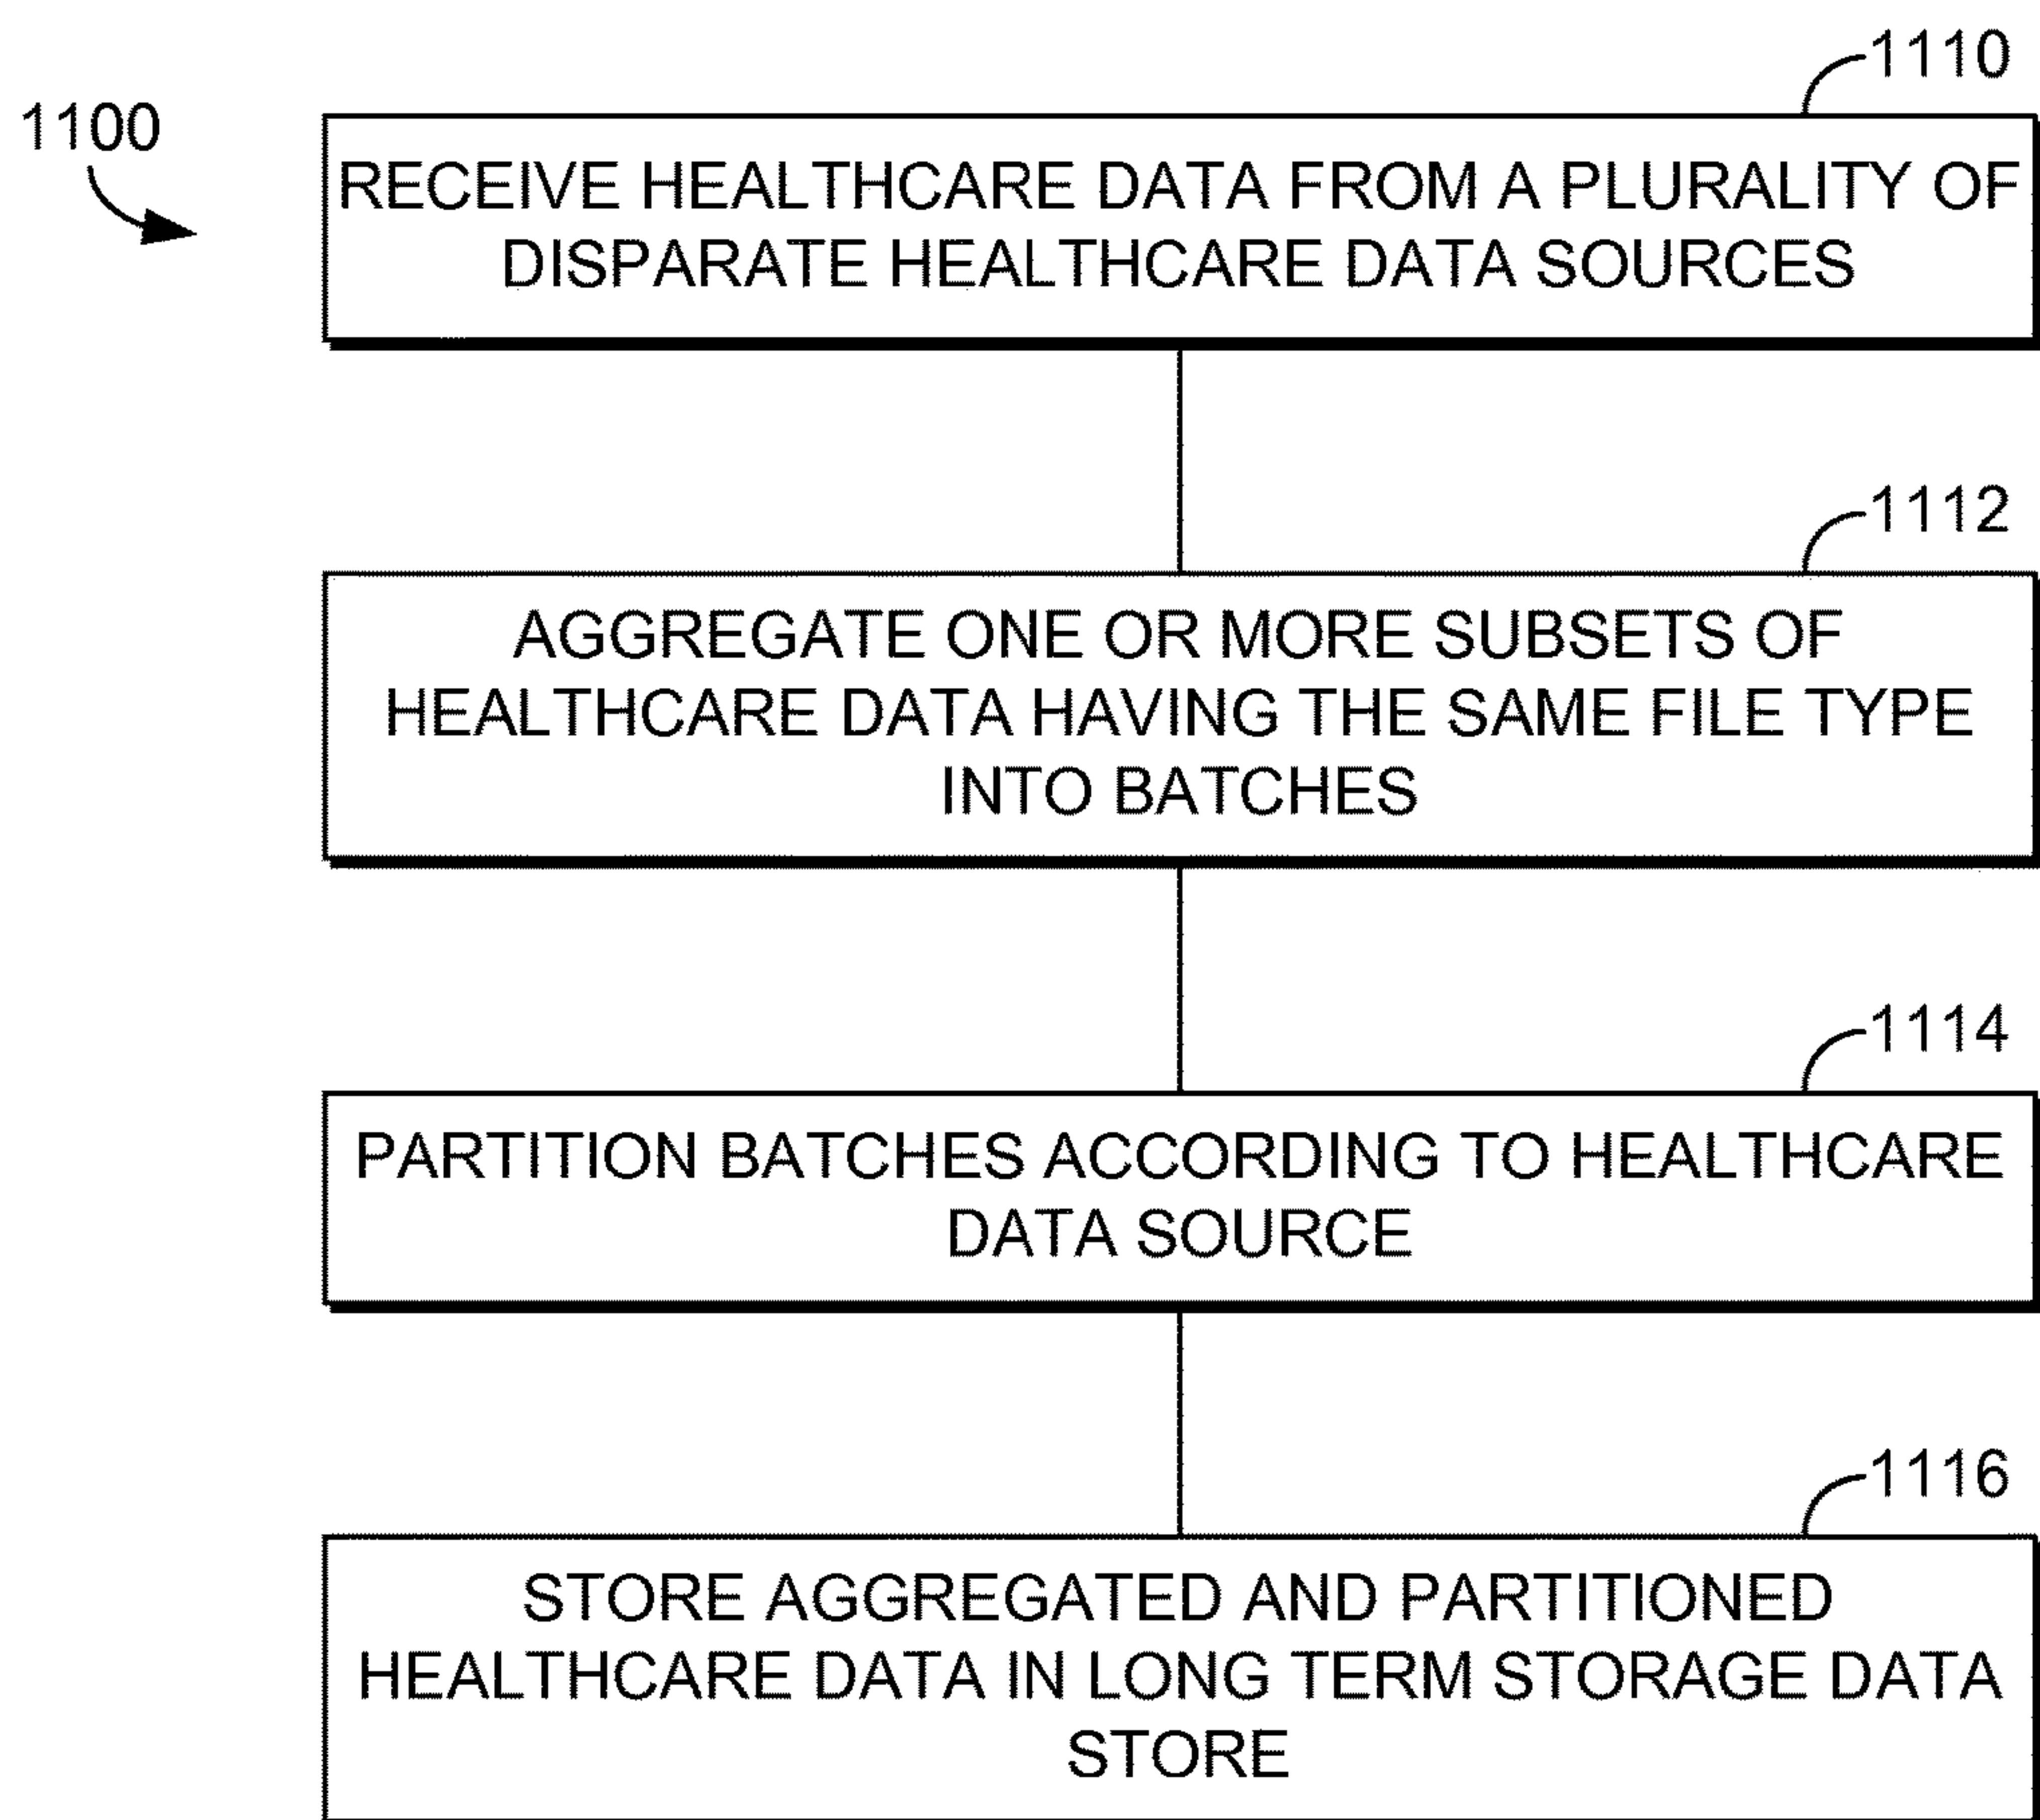 1100
1110
RECEIVE HEALTHCARE DATA FROM A PLURALITY OF
DISPARATE HEALTHCARE DATA SOURCES
1112
AGGREGATE ONE OR MORE SUBSETS OF
HEALTHCARE DATA HAVING THE SAME FILE TYPE
INTO BATCHES
1114
PARTITION BATCHES ACCORDING TO HEALTHCARE
DATA SOURCE
1116
STORE AGGREGATED AND PARTITIONED
HEALTHCARE DATA IN LONG TERM STORAGE DATA
STORE